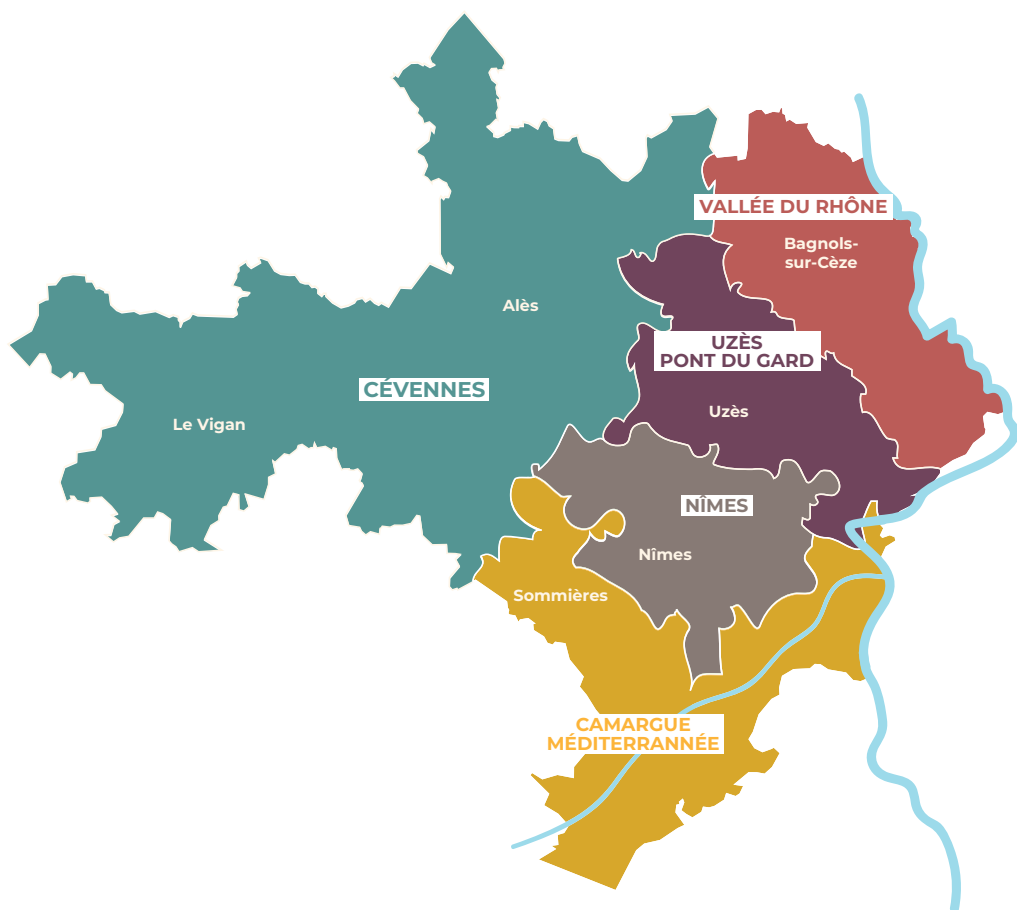 VALLÉE DU RHÔNE
Bagnols-
sur-Cèze
Alès
UZÈS
PONT DU GARD
CÉVENNES
Uzès
Le Vigan
NÎMES
Nîmes
Sommières
CAMARGUE
MÉDITERRANNÉE